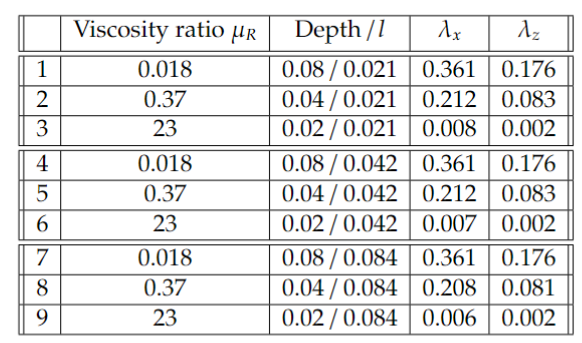 Viscosity ratio μR Depth / l λx λz
1 0.018 0.08 / 0.021 0.361 0.176
2 0.37 0.04 / 0.021 0.212 0.083
3 23 0.02 / 0.021 0.008 0.002
4 0.018 0.08 / 0.042 0.361 0.176
5 0.37 0.04 / 0.042 0.212 0.083
6 23 0.02 / 0.042 0.007 0.002
7 0.018 0.08 / 0.084 0.361 0.176
8 0.37 0.04 / 0.084 0.208 0.081
9 23 0.02 / 0.084 0.006 0.002